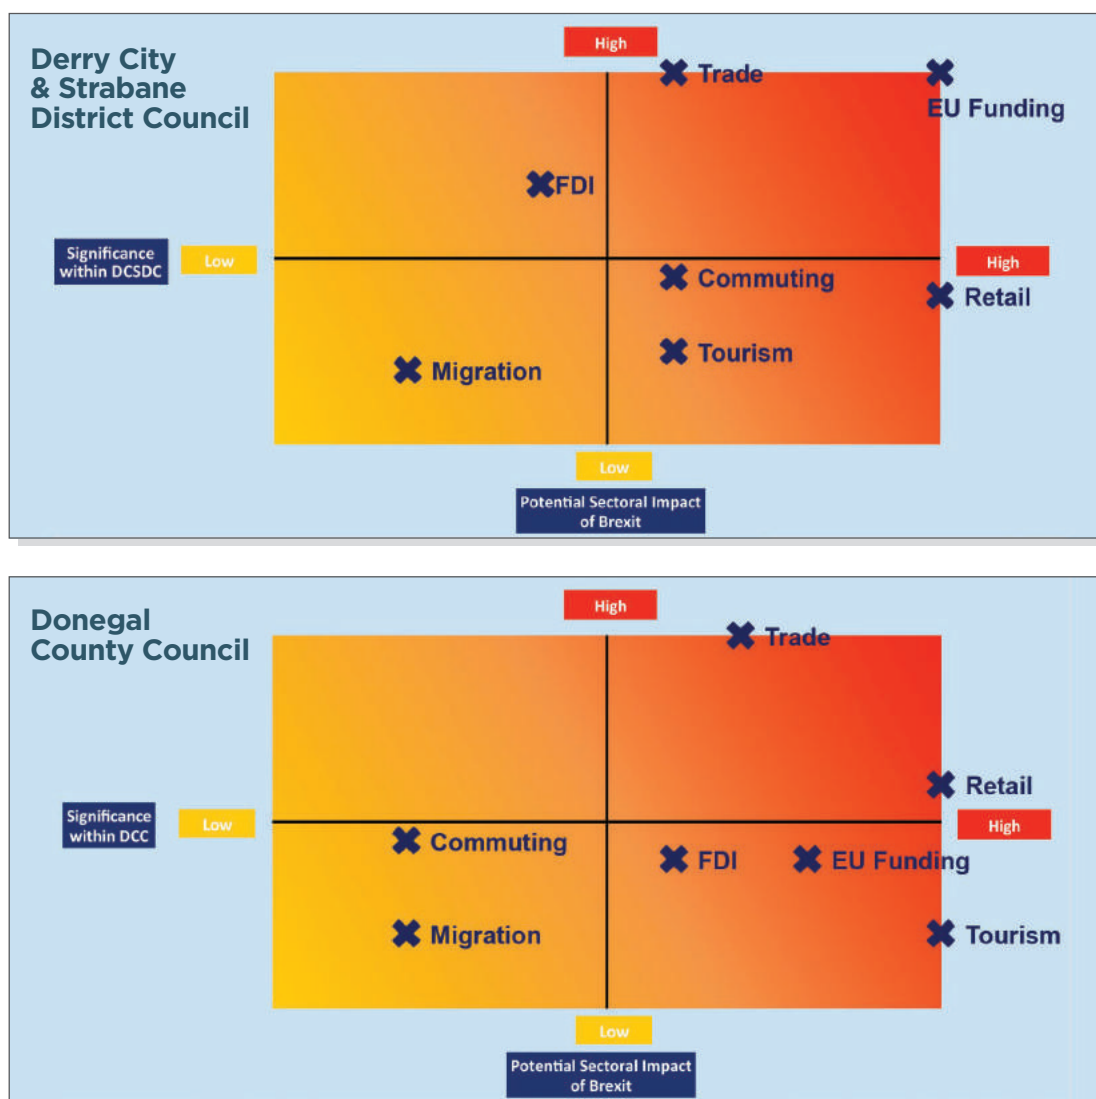 Derry City
& Strabane
District Council
High
Trade
EU Funding
FDI
Significance
within DCSDC
Low
High
Commuting
Retail
Tourism
Migration
Low
Potential Sectoral Impact
of Brexit
Donegal
County Council
High
Trade
Retail
Significance
within DCC
Low
High
Commuting
FDI
EU Funding
Migration
Tourism
Low
Potential Sectoral Impact
of Brexit